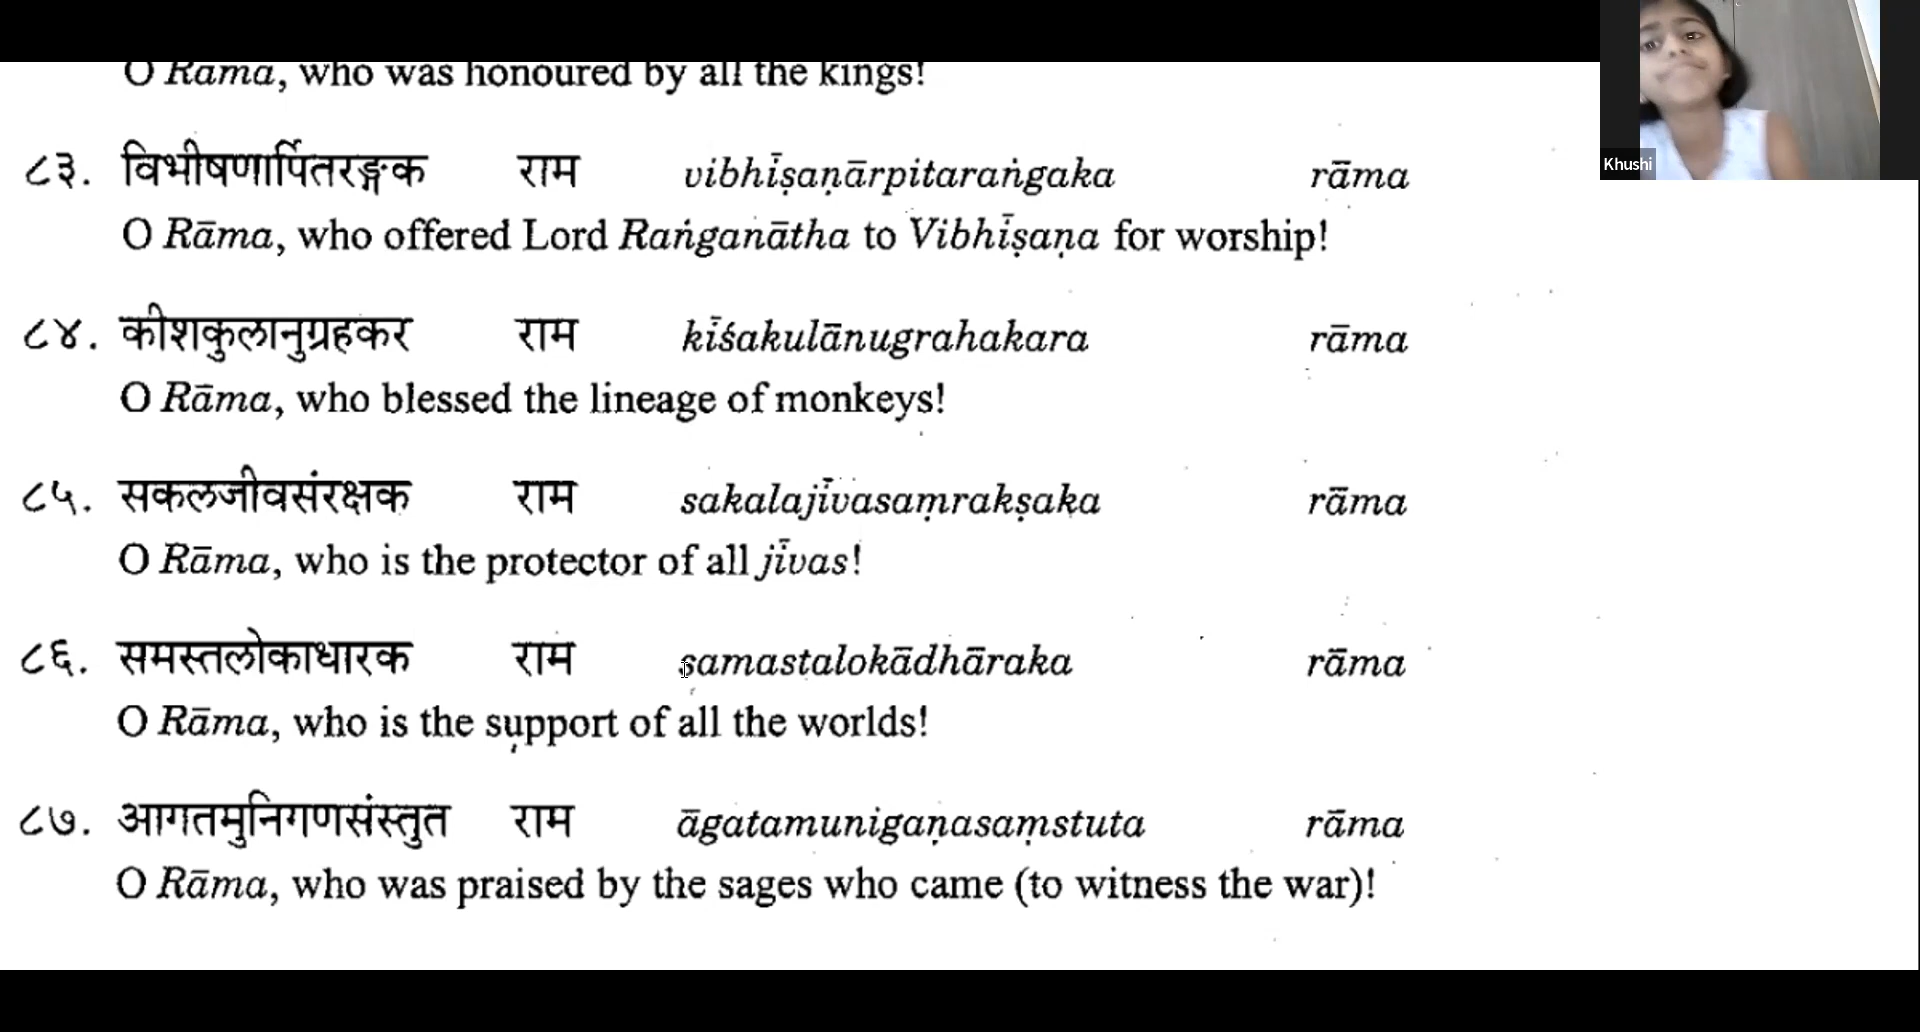 O Rāma, who was honoured by all the kings!
Khushi
८३. विभीषणार्पितरङ्गक राम vibhīṣaṇārpitaraṅgaka rāma
O Rāma, who offered Lord Raṅganātha to Vibhīṣaṇa for worship!
८४. कीशकुलानुग्रहकर राम kīśakulānugrahakara rāma
O Rāma, who blessed the lineage of monkeys!
८५. सकलजीवसंरक्षक राम sakalajīvasaṃrakṣaka rāma
O Rāma, who is the protector of all jīvas!
८६. समस्तलोकाधारक राम samastalokādhāraka rāma
O Rāma, who is the support of all the worlds!
८७. आगतमुनिगणसंस्तुत राम āgatamunigaṇasaṃstuta rāma
O Rāma, who was praised by the sages who came (to witness the war)!